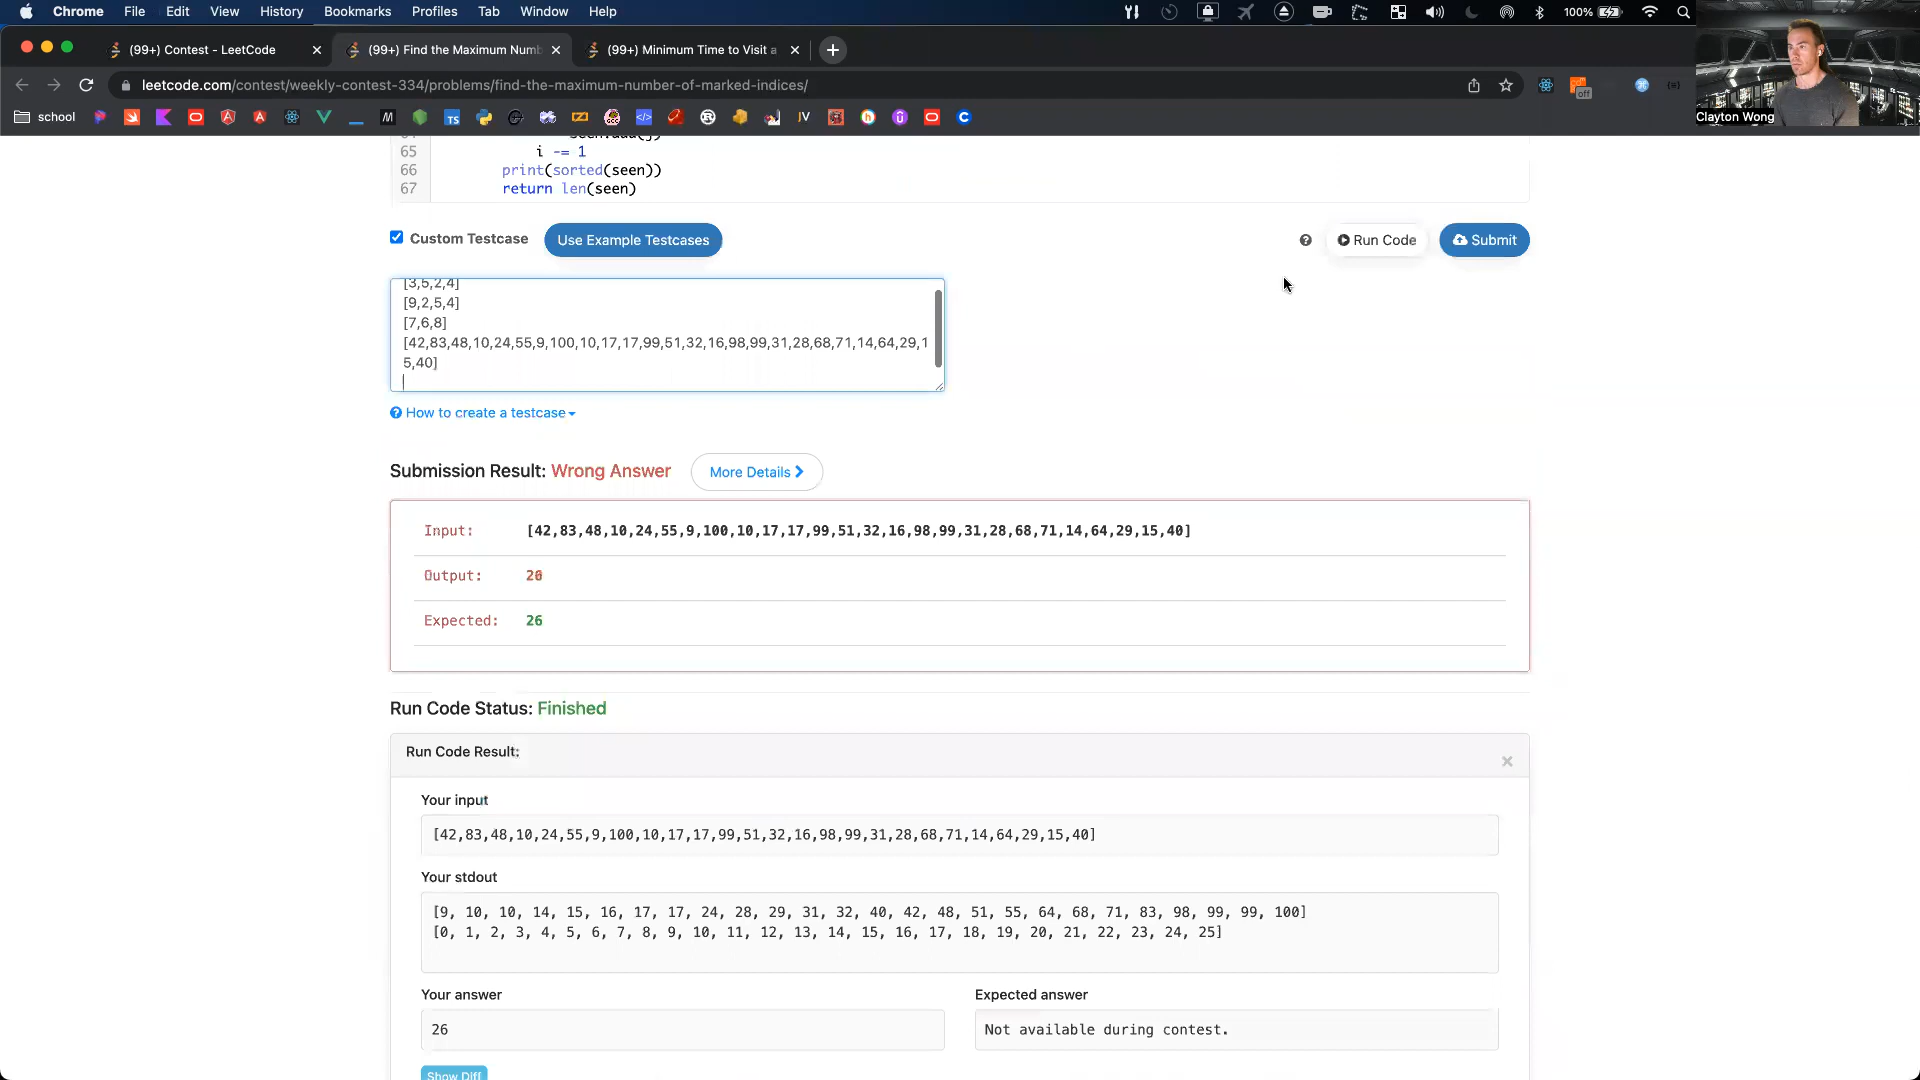 Chrome File Edit View History Bookmarks Profiles Tab Window Help 100%
(99+) Contest - LeetCode (99+) Find the Maximum Numb (99+) Minimum Time to Visit a
leetcode.com/contest/weekly-contest-334/problems/find-the-maximum-number-of-marked-indices/
off
school
Clayton Wong
65 i -= 1
66 print(sorted(seen))
67 return len(seen)
Custom Testcase Use Example Testcases Run Code Submit
[3,5,2,4]
[9,2,5,4]
[7,6,8]
[42,83,48,10,24,55,9,100,10,17,17,99,51,32,16,98,99,31,28,68,71,14,64,29,1
5,40]
How to create a testcase
Submission Result: Wrong Answer More Details
Input: [42,83,48,10,24,55,9,100,10,17,17,99,51,32,16,98,99,31,28,68,71,14,64,29,15,40]
Output: 26
Expected: 26
Run Code Status: Finished
Run Code Result:
Your input
[42,83,48,10,24,55,9,100,10,17,17,99,51,32,16,98,99,31,28,68,71,14,64,29,15,40]
Your stdout
[9, 10, 10, 14, 15, 16, 17, 17, 24, 28, 29, 31, 32, 40, 42, 48, 51, 55, 64, 68, 71, 83, 98, 99, 99, 100]
[0, 1, 2, 3, 4, 5, 6, 7, 8, 9, 10, 11, 12, 13, 14, 15, 16, 17, 18, 19, 20, 21, 22, 23, 24, 25]
Your answer Expected answer
26 Not available during contest.
Show Diff